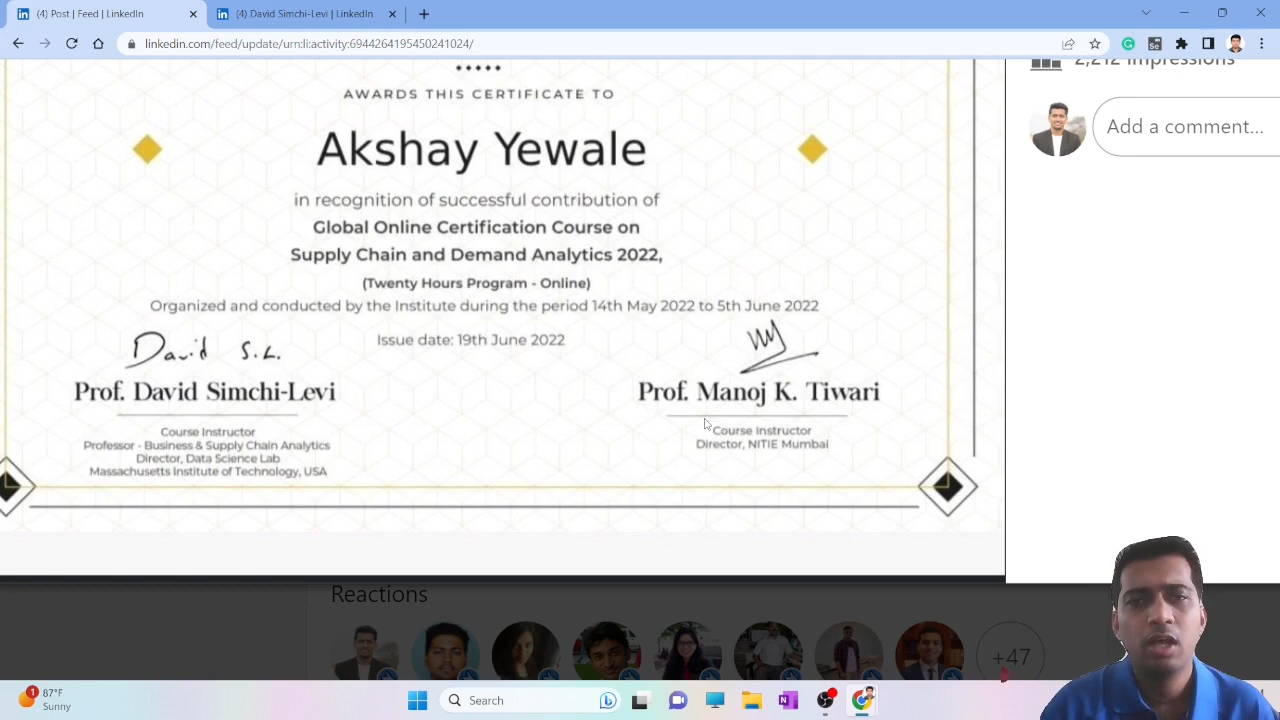 (4) Post | Feed | LinkedIn
(4) David Simchi-Levi | LinkedIn
linkedin.com/feed/update/urn:li:activity:6944264195450241024/
2,212 impressions
Add a comment...
AWARDS THIS CERTIFICATE TO
Akshay Yewale
in recognition of successful contribution of
Global Online Certification Course on
Supply Chain and Demand Analytics 2022,
(Twenty Hours Program - Online)
Organized and conducted by the Institute during the period 14th May 2022 to 5th June 2022
Issue date: 19th June 2022
David S.L.
Prof. David Simchi-Levi
Course Instructor
Professor - Business & Supply Chain Analytics
Director, Data Science Lab
Massachusetts Institute of Technology, USA
Prof. Manoj K. Tiwari
Course Instructor
Director, NITIE Mumbai
Reactions
+47
1
87°F
Sunny
Search